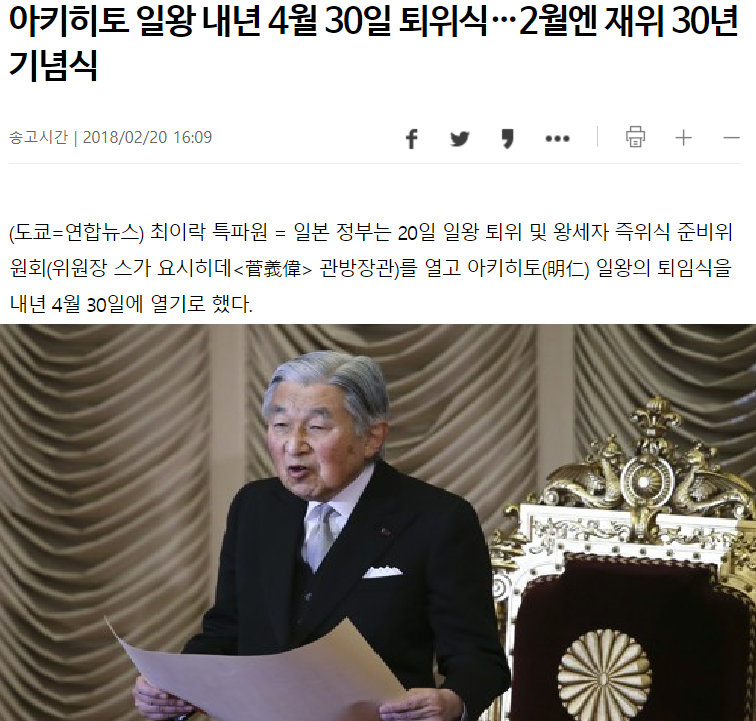 아키히토 일왕 내년 4월 30일 퇴위식…2월엔 재위 30년
기념식
송고시간 | 2018/02/20 16:09
(도쿄=연합뉴스) 최이락 특파원 = 일본 정부는 20일 일왕 퇴위 및 왕세자 즉위식 준비위
원회(위원장 스가 요시히데<菅義偉> 관방장관)를 열고 아키히토(明仁) 일왕의 퇴임식을
내년 4월 30일에 열기로 했다.